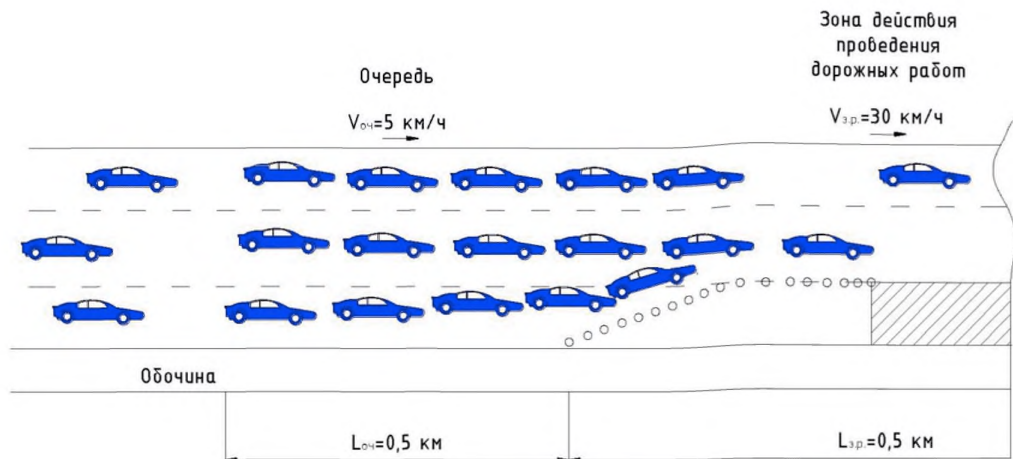 Зона действия
проведения
дорожных работ
Очередь
Vоч=5 км/ч
Vз.р.=30 км/ч
Обочина
Lоч=0,5 км
Lз.р.=0,5 км